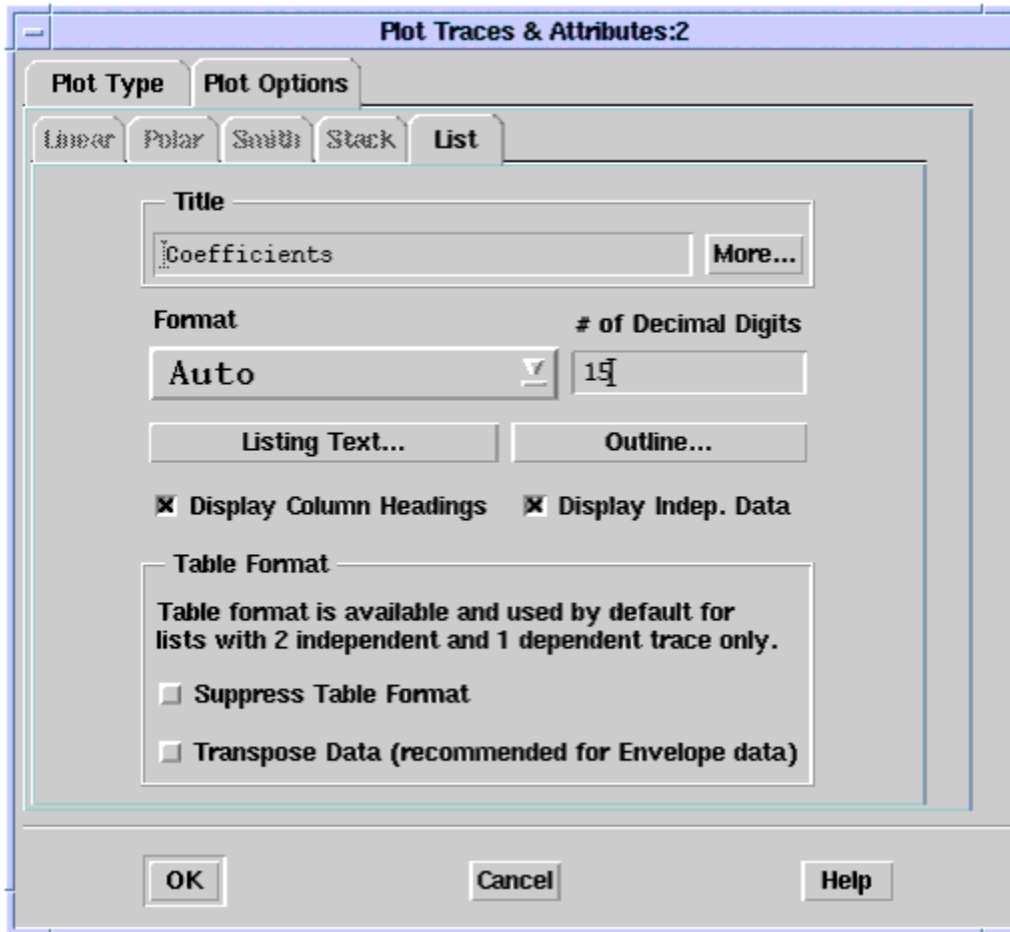 Plot Traces & Attributes:2
Plot Type Plot Options
Linear Polar Smith Stack List
Title
Coefficients More...
Format # of Decimal Digits
Auto 15
Listing Text... Outline...
Display Column Headings Display Indep. Data
Table Format
Table format is available and used by default for
lists with 2 independent and 1 dependent trace only.
Suppress Table Format
Transpose Data (recommended for Envelope data)
OK Cancel Help